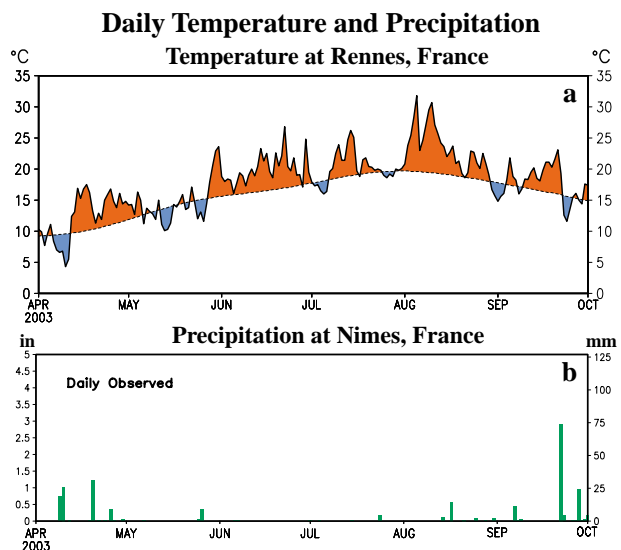 Daily Temperature and Precipitation
Temperature at Rennes, France
°C °C
a
35 35
30 30
25 25
20 20
15 15
10 10
5 5
0 0
APR MAY JUN JUL AUG SEP OCT
2003
Precipitation at Nimes, France
in mm
b
Daily Observed
5
4.5
4
3.5
3
2.5
2
1.5
1
0.5
0
125
100
75
50
25
0
APR MAY JUN JUL AUG SEP OCT
2003